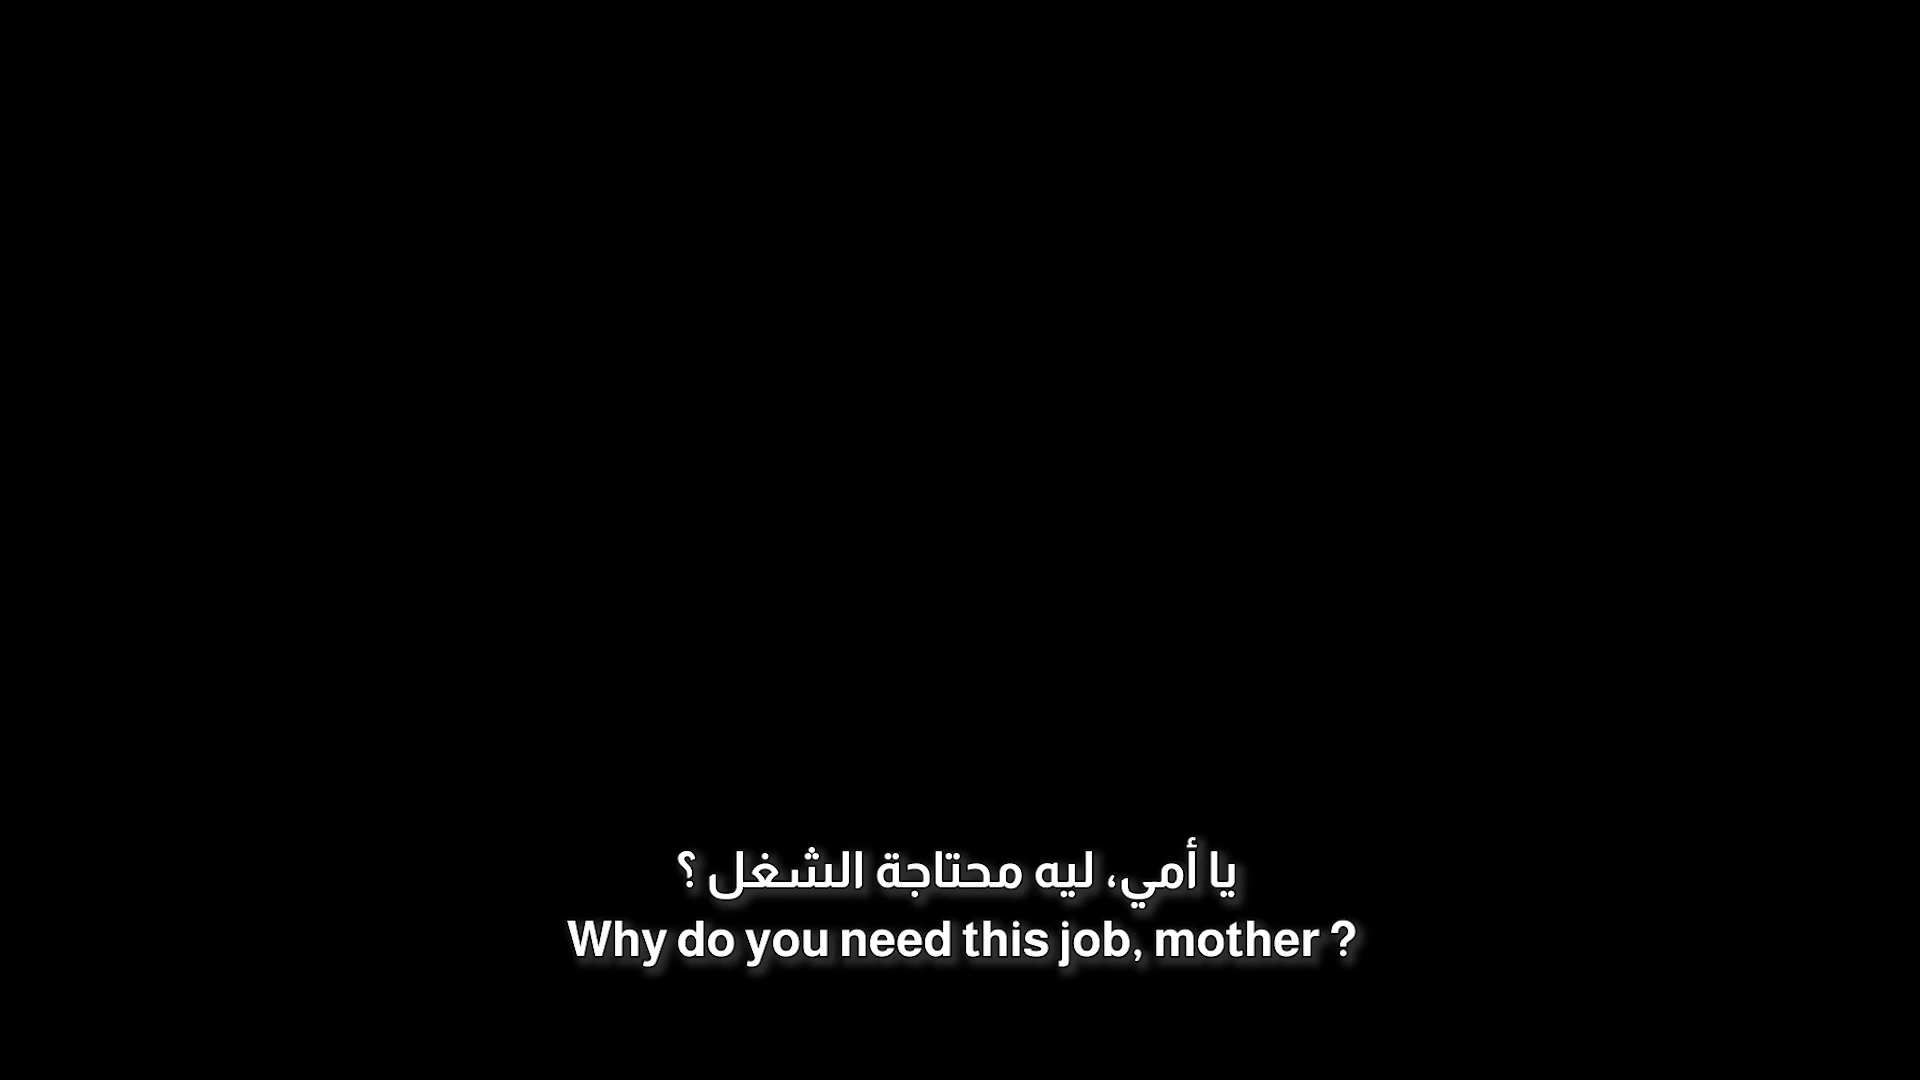 يا أمي، ليه محتاجة الشغل ؟
Why do you need this job, mother ?